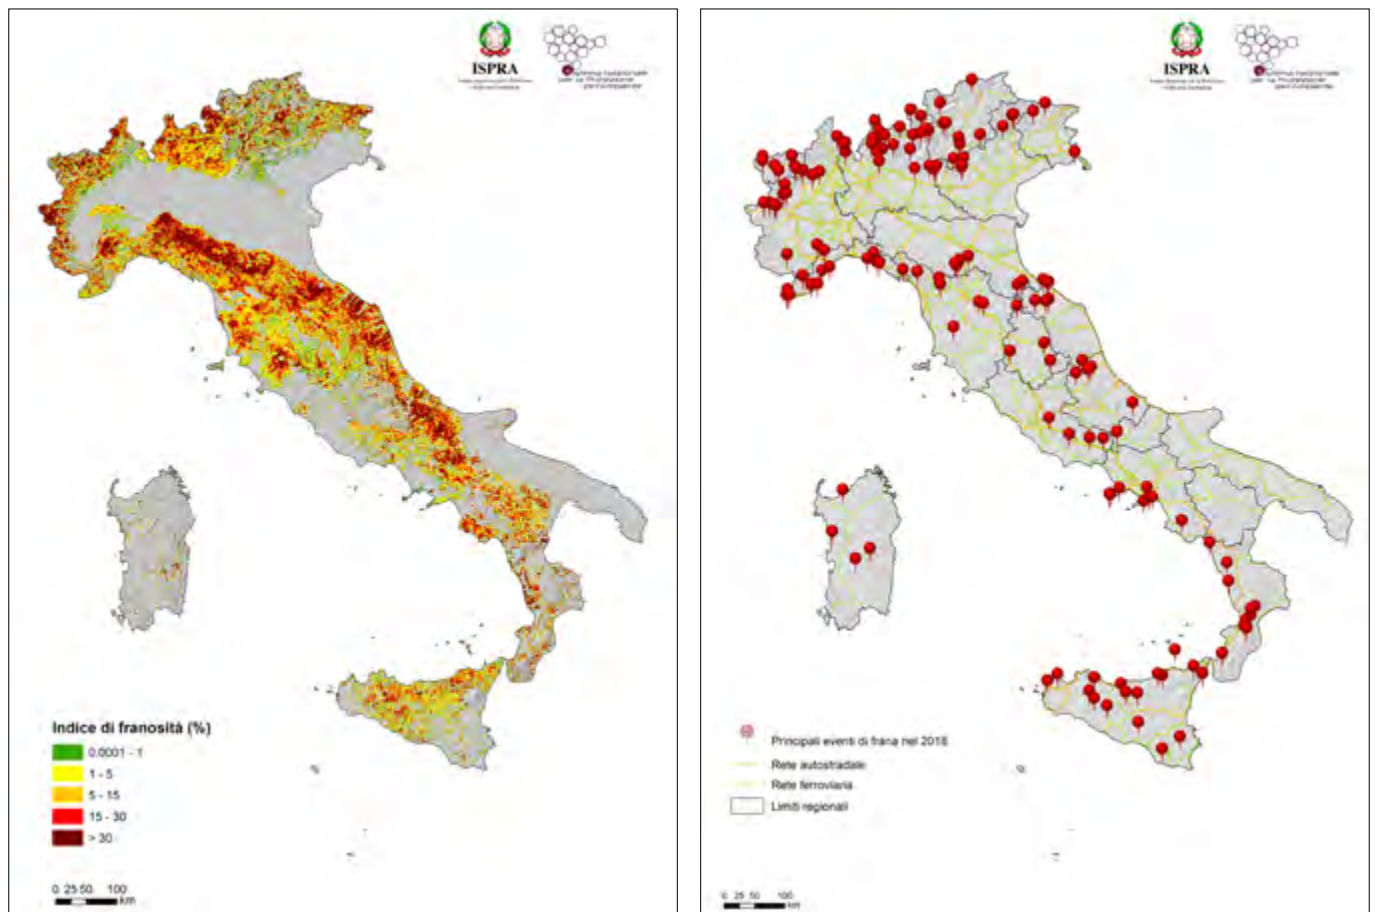 ISPRA
Indice di franosità (%)
0.0001 - 1
1 - 5
5 - 15
15 - 30
> 30
0 25 50 100
km
ISPRA
Principali eventi di frana nel 2018
Rete autostradale
Rete ferroviaria
Limiti regionali
0 25 50 100
km